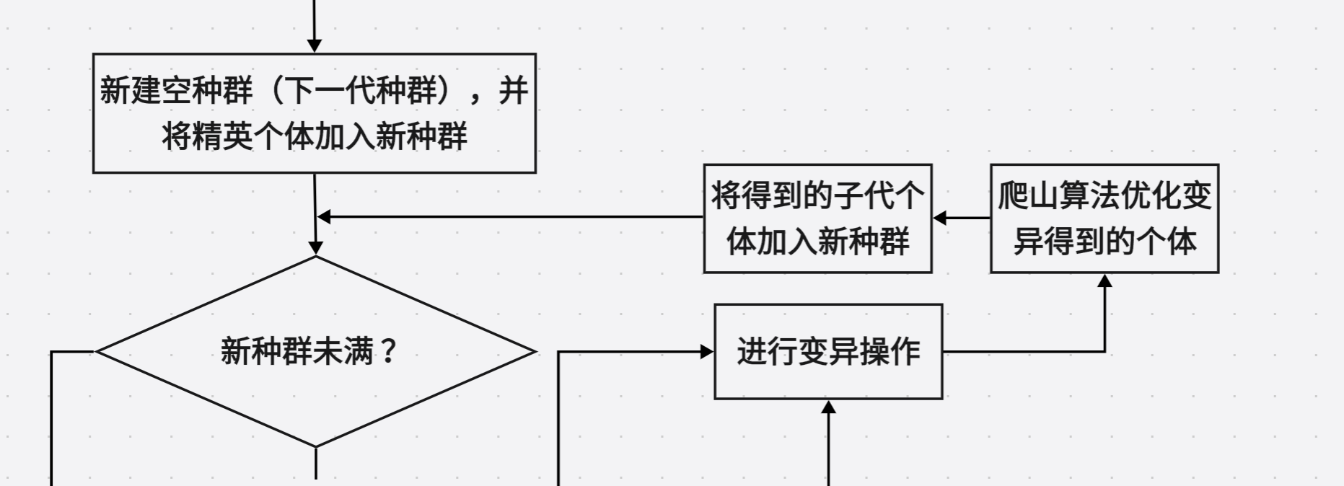 新建空种群（下一代种群），并
将精英个体加入新种群
将得到的子代个
体加入新种群
爬山算法优化变
异得到的个体
新种群未满？
进行变异操作